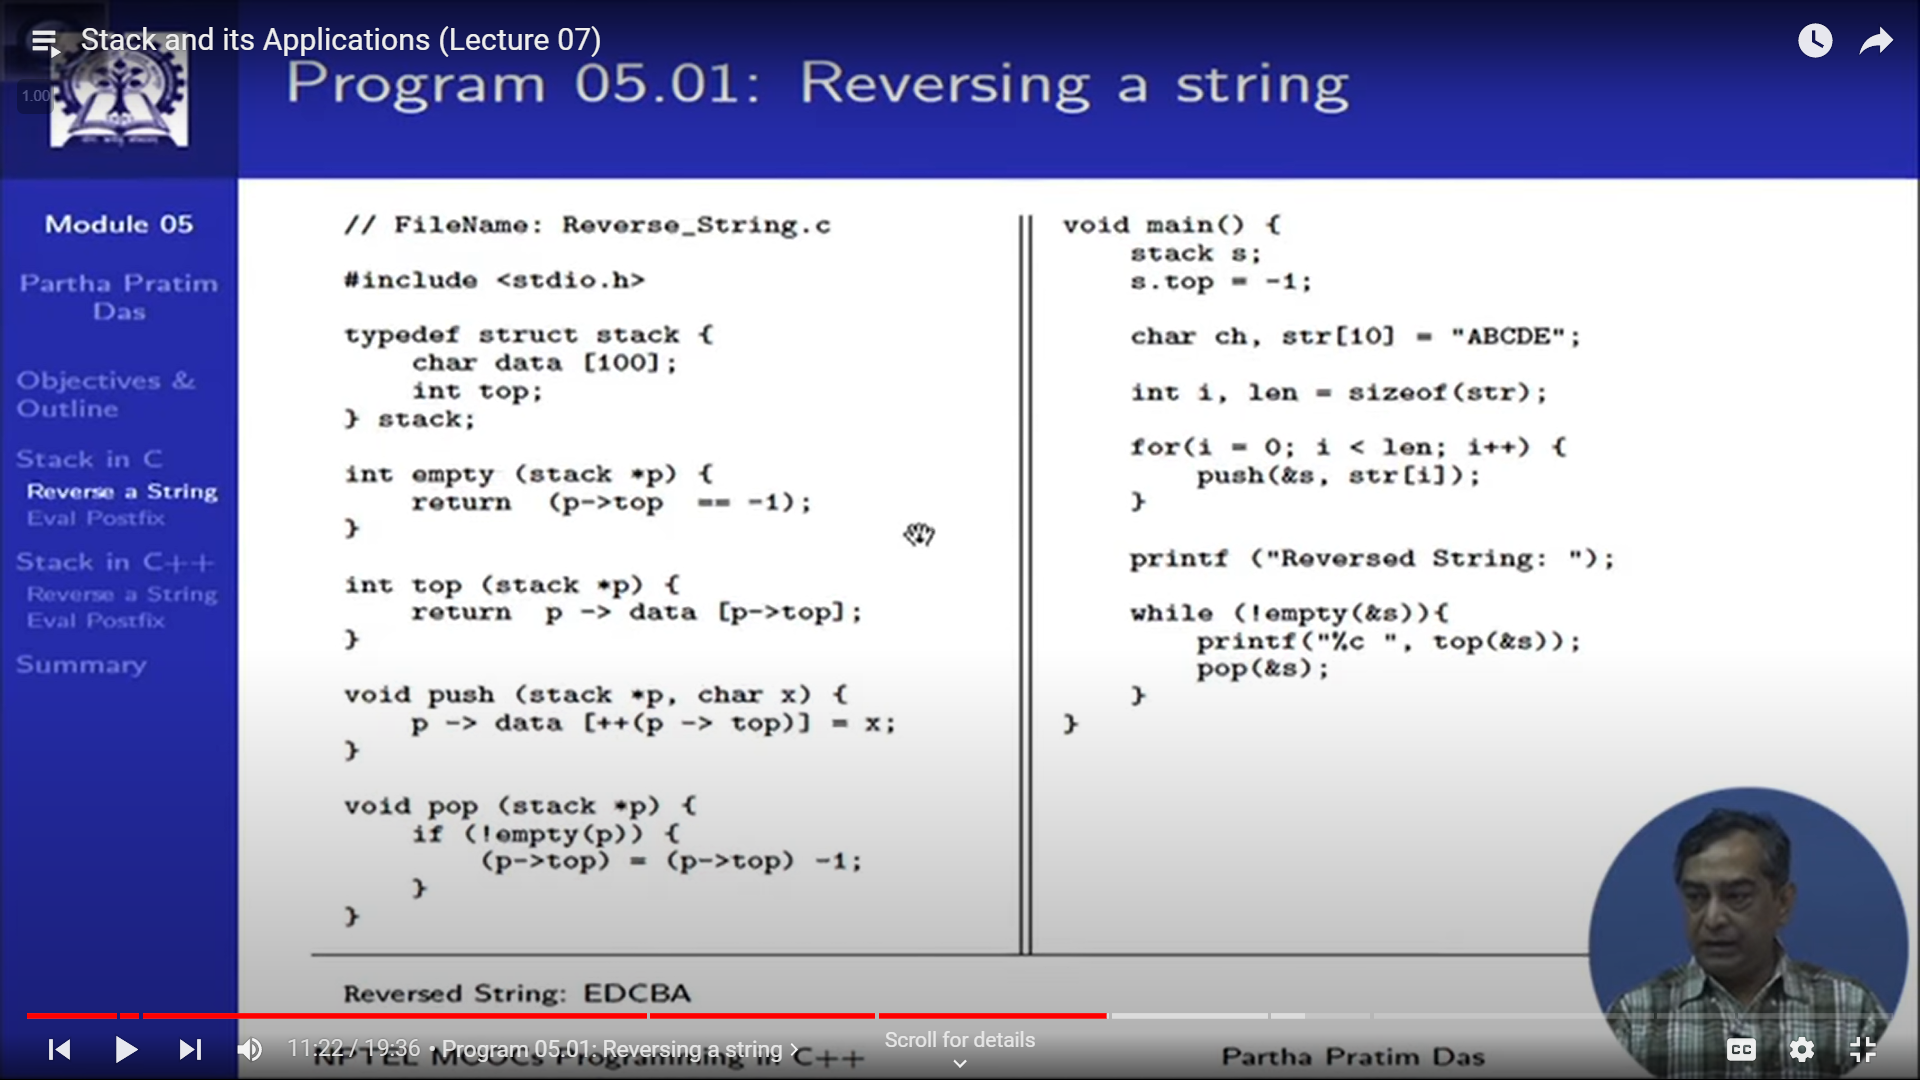 Stack and its Applications (Lecture 07)
Program 05.01: Reversing a string
1.00
Module 05
Partha Pratim
Das
Objectives &
Outline
Stack in C
Reverse a String
Eval Postfix
Stack in C++
Reverse a String
Eval Postfix
Summary
// FileName: Reverse_String.c
#include <stdio.h>
typedef struct stack {
char data [100];
int top;
} stack;
int empty (stack *p) {
return (p->top == -1);
}
int top (stack *p) {
return p -> data [p->top];
}
void push (stack *p, char x) {
p -> data [++(p -> top)] = x;
}
void pop (stack *p) {
if (!empty(p)) {
(p->top) = (p->top) -1;
}
}
void main() {
stack s;
s.top = -1;
char ch, str[10] = "ABCDE";
int i, len = sizeof(str);
for(i = 0; i < len; i++) {
push(&s, str[i]);
}
printf ("Reversed String: ");
while (!empty(&s)){
printf("%c ", top(&s));
pop(&s);
}
}
Reversed String: EDCBA
11:22 / 19:36 • Program 05.01: Reversing a string
Scroll for details
CC
NPTEL MOOCs Programming in C++
Partha Pratim Das